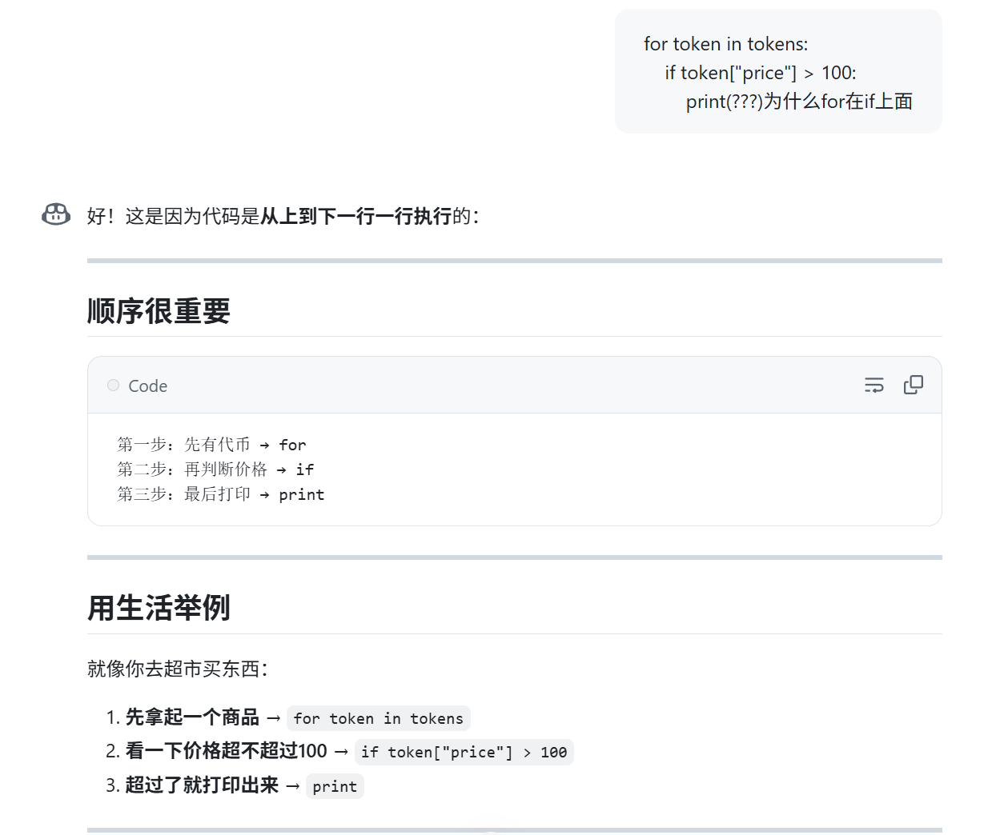 for token in tokens:
if token["price"] > 100:
print(???)为什么for在if上面
好！这是因为代码是从上到下一行一行执行的：
顺序很重要
Code
第一步：先有代币 → for
第二步：再判断价格 → if
第三步：最后打印 → print
用生活举例
就像你去超市买东西：
1. 先拿起一个商品 → for token in tokens
2. 看一下价格超不超过100 → if token["price"] > 100
3. 超过了就打印出来 → print